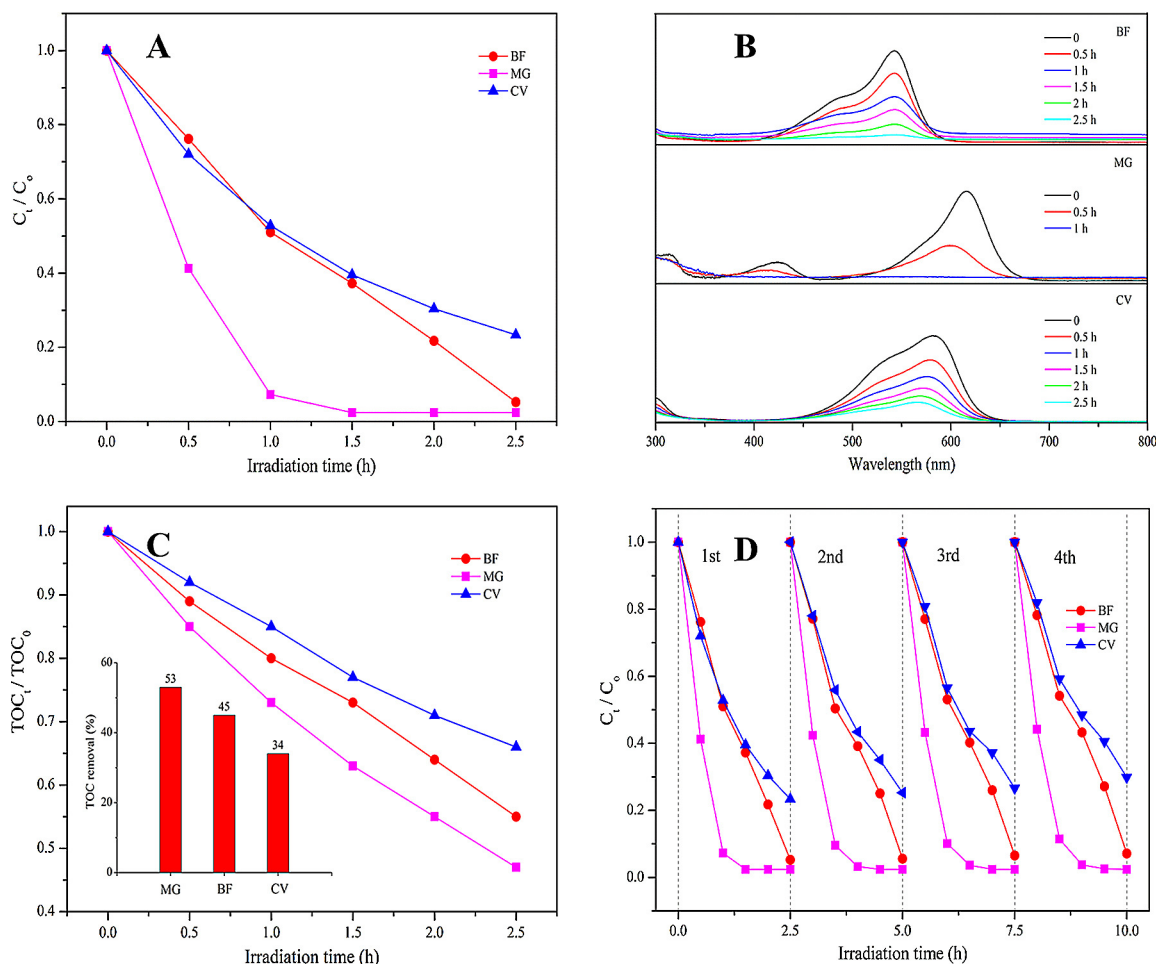 A
BF
MG
CV
1.0
0.8
0.6
0.4
0.2
0.0
C_t / C_o
0.0 0.5 1.0 1.5 2.0 2.5
Irradiation time (h)
B
BF
0
0.5 h
1 h
1.5 h
2 h
2.5 h
MG
0
0.5 h
1 h
CV
0
0.5 h
1 h
1.5 h
2 h
2.5 h
300 400 500 600 700 800
Wavelength (nm)
C
BF
MG
CV
1.0
0.9
0.8
0.7
0.6
0.5
0.4
TOC_t / TOC_0
60
40
20
0
TOC removal (%)
53
45
34
MG BF CV
0.0 0.5 1.0 1.5 2.0 2.5
Irradiation time (h)
D
1st 2nd 3rd 4th
BF
MG
CV
1.0
0.8
0.6
0.4
0.2
0.0
C_t / C_o
0.0 2.5 5.0 7.5 10.0
Irradiation time (h)